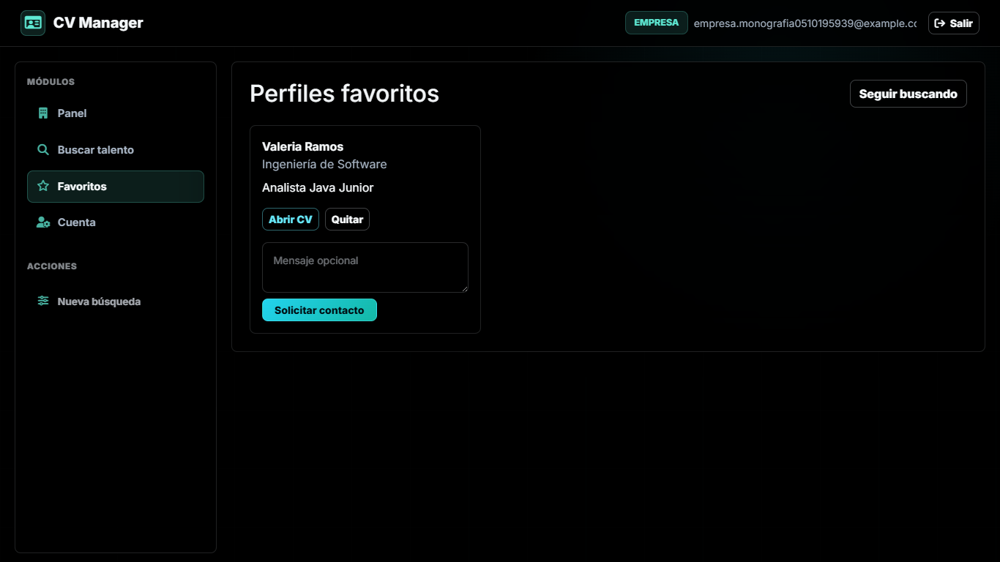 CV Manager
EMPRESA
empresa.monografia0510195939@example.cc
Salir
MÓDULOS
Panel
Buscar talento
Favoritos
Cuenta
ACCIONES
Nueva búsqueda
Perfiles favoritos
Seguir buscando
Valeria Ramos
Ingeniería de Software
Analista Java Junior
Abrir CV
Quitar
Mensaje opcional
Solicitar contacto